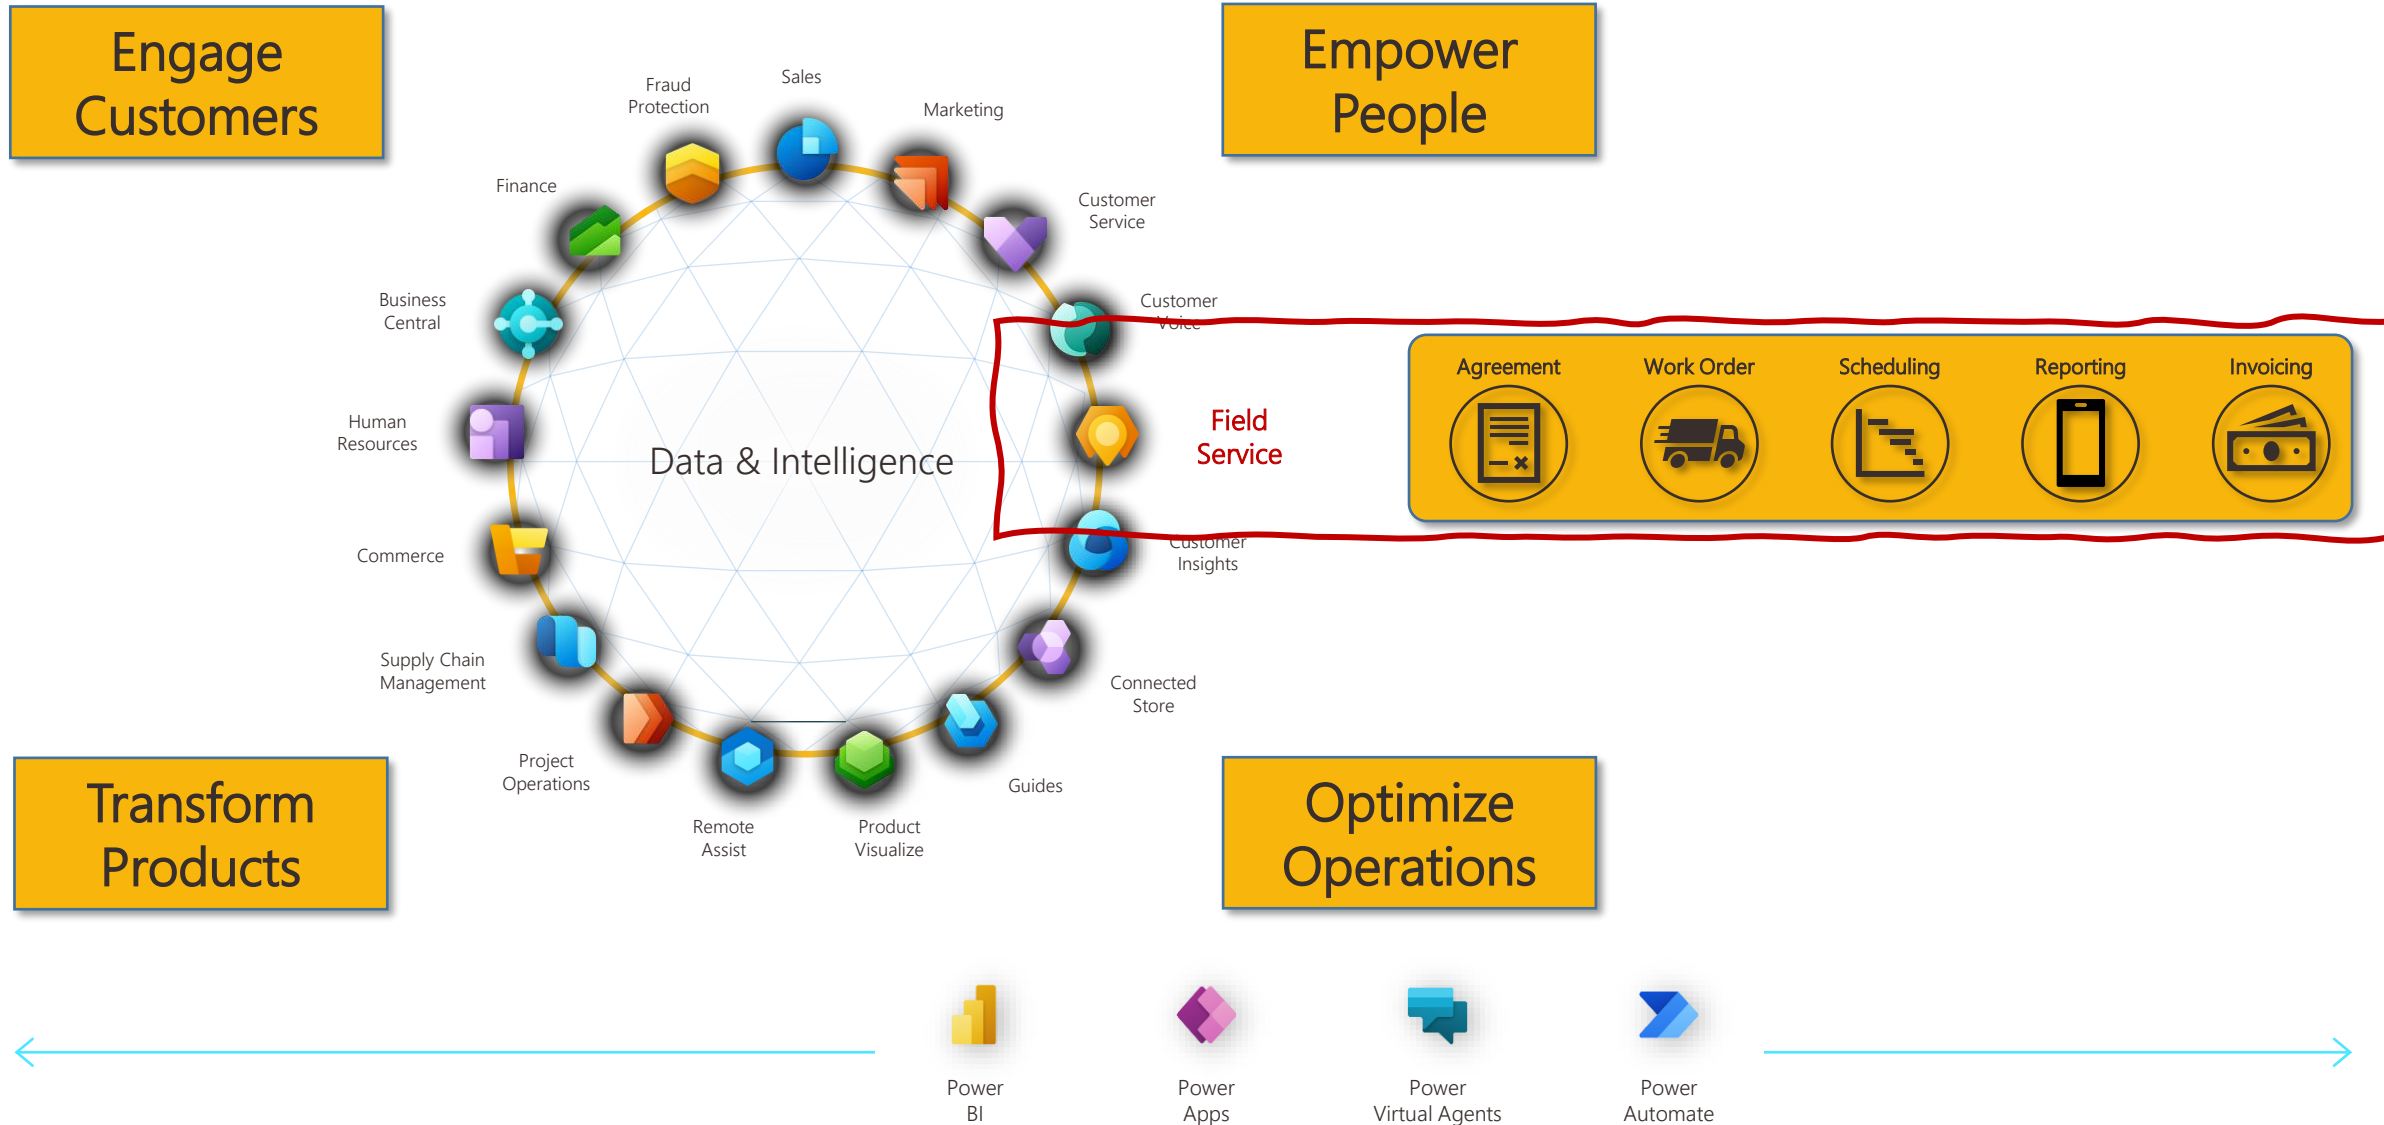 Engage
Customers
Empower
People
Sales
Fraud
Protection
Marketing
Finance
Customer
Service
Business
Central
Customer
Voice
Human
Resources
Data & Intelligence
Field
Service
Agreement
Work Order
Scheduling
Reporting
Invoicing
Commerce
Customer
Insights
Supply Chain
Management
Connected
Store
Project
Operations
Guides
Remote
Assist
Product
Visualize
Transform
Products
Optimize
Operations
Power
BI
Power
Apps
Power
Virtual Agents
Power
Automate